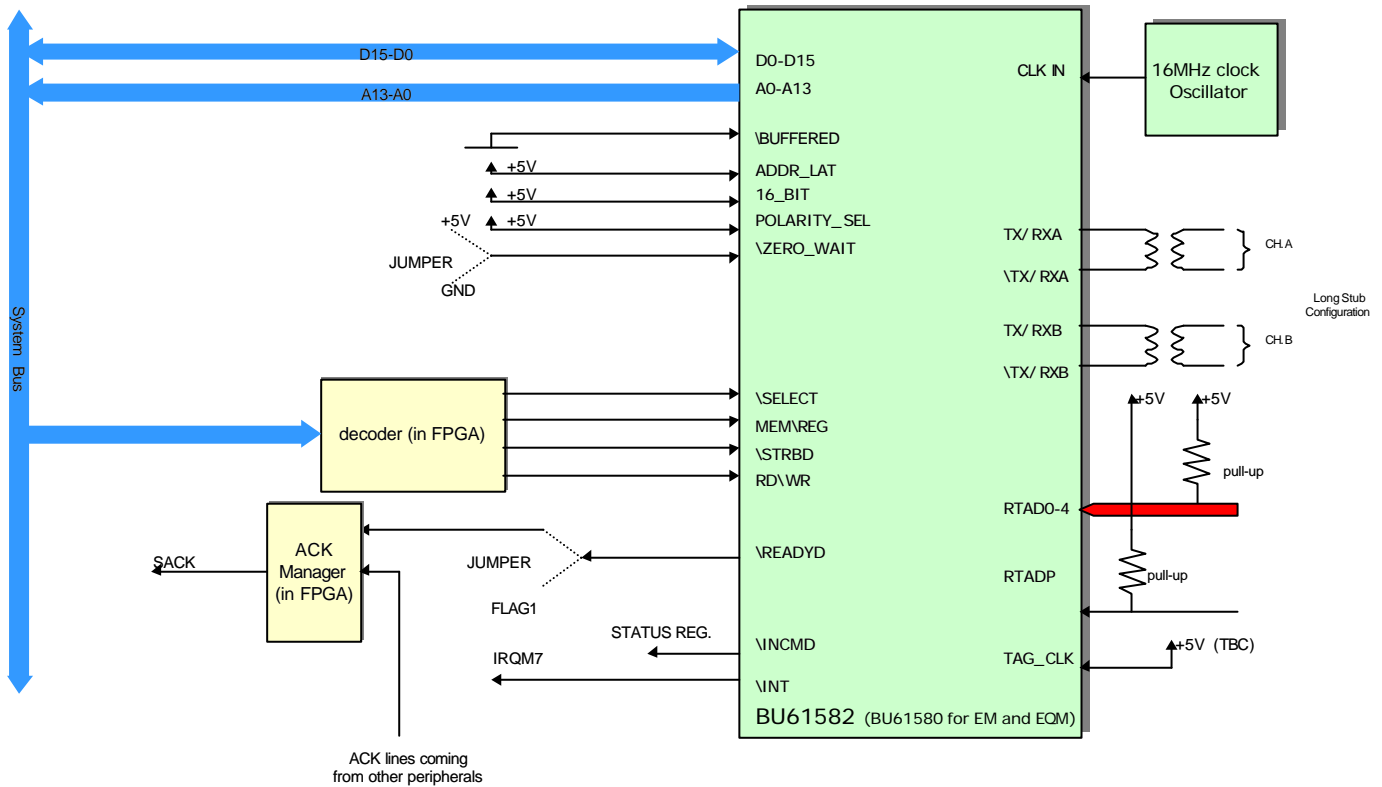 D15-D0
A13-A0
System Bus
D0-D15
A0-A13
\BUFFERED
ADDR_LAT
16_BIT
POLARITY_SEL
\ZERO_WAIT
+5V
+5V
+5V
+5V
JUMPER
GND
CLK IN
16MHz clock
Oscillator
TX/RXA
\TX/RXA
CH.A
TX/RXB
\TX/RXB
CH.B
Long Stub
Configuration
decoder (in FPGA)
\SELECT
MEM\REG
\STRBD
RD\WR
+5V
+5V
pull-up
RTAD0-4
pull-up
RTADP
ACK
Manager
(in FPGA)
SACK
JUMPER
FLAG1
\READYD
STATUS REG.
\INCMD
IRQM7
\INT
TAG_CLK
+5V (TBC)
BU61582 (BU61580 for EM and EQM)
ACK lines coming
from other peripherals